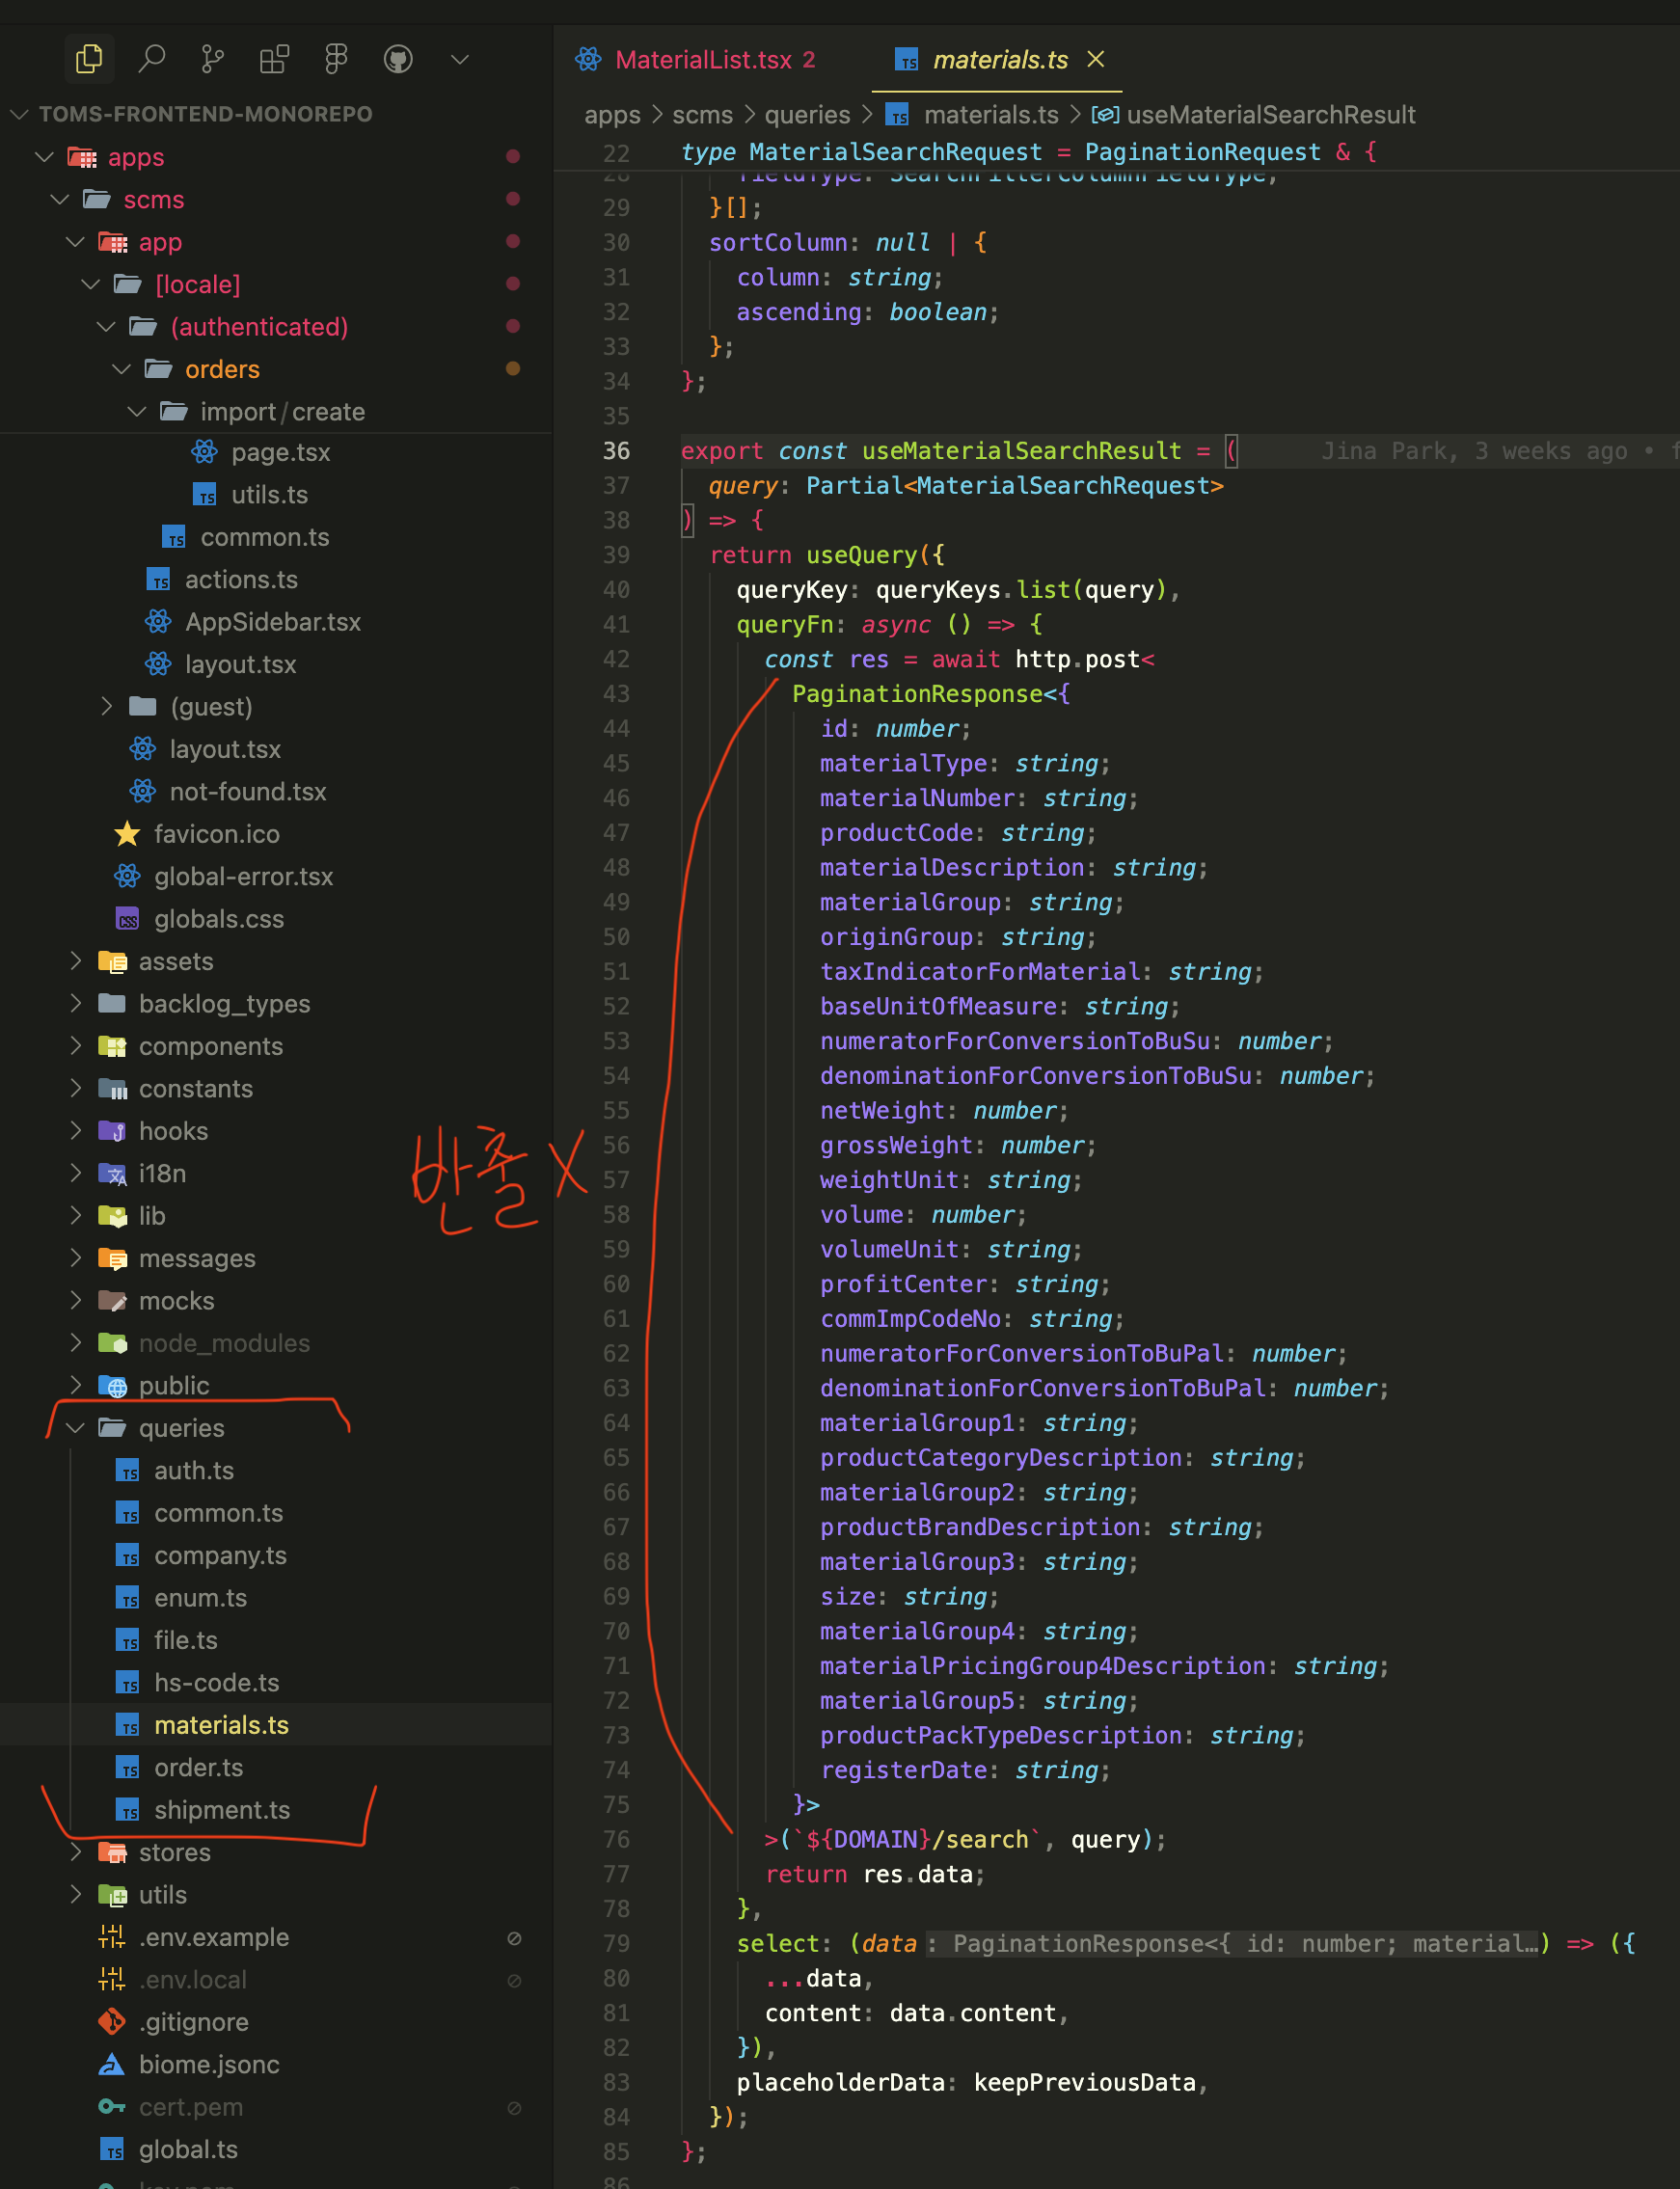 MaterialList.tsx 2
materials.ts
TOMS-FRONTEND-MONOREPO
apps
scms
app
[locale]
(authenticated)
orders
import/create
page.tsx
utils.ts
common.ts
actions.ts
AppSidebar.tsx
layout.tsx
(guest)
layout.tsx
not-found.tsx
favicon.ico
global-error.tsx
globals.css
assets
backlog_types
components
constants
hooks
i18n
lib
messages
mocks
node_modules
public
queries
auth.ts
common.ts
company.ts
enum.ts
file.ts
hs-code.ts
materials.ts
order.ts
shipment.ts
stores
utils
.env.example
.env.local
.gitignore
biome.jsonc
cert.pem
global.ts
반출 X
apps > scms > queries > materials.ts > useMaterialSearchResult
22 type MaterialSearchRequest = PaginationRequest & {
28 fieldType: SearchFilterColumnFieldType;
29 }[];
30 sortColumn: null | {
31 column: string;
32 ascending: boolean;
33 };
34 };
35
36 export const useMaterialSearchResult = ( Jina Park, 3 weeks ago •
37 query: Partial<MaterialSearchRequest>
38 ) => {
39 return useQuery({
40 queryKey: queryKeys.list(query),
41 queryFn: async () => {
42 const res = await http.post<
43 PaginationResponse<{
44 id: number;
45 materialType: string;
46 materialNumber: string;
47 productCode: string;
48 materialDescription: string;
49 materialGroup: string;
50 originGroup: string;
51 taxIndicatorForMaterial: string;
52 baseUnitOfMeasure: string;
53 numeratorForConversionToBuSu: number;
54 denominationForConversionToBuSu: number;
55 netWeight: number;
56 grossWeight: number;
57 weightUnit: string;
58 volume: number;
59 volumeUnit: string;
60 profitCenter: string;
61 commImpCodeNo: string;
62 numeratorForConversionToBuPal: number;
63 denominationForConversionToBuPal: number;
64 materialGroup1: string;
65 productCategoryDescription: string;
66 materialGroup2: string;
67 productBrandDescription: string;
68 materialGroup3: string;
69 size: string;
70 materialGroup4: string;
71 materialPricingGroup4Description: string;
72 materialGroup5: string;
73 productPackTypeDescription: string;
74 registerDate: string;
75 }>
76 >(`${DOMAIN}/search`, query);
77 return res.data;
78 },
79 select: (data : PaginationResponse<{ id: number; material…) => ({
80 ...data,
81 content: data.content,
82 }),
83 placeholderData: keepPreviousData,
84 });
85 };
86